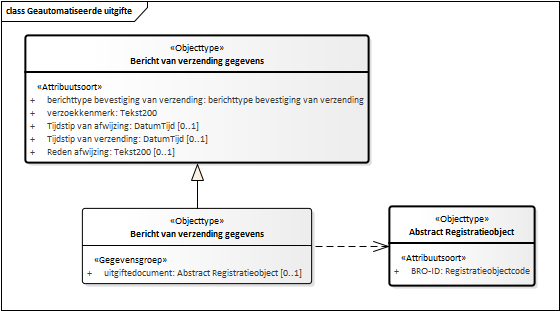 class Geautomatiseerde uitgifte
«Objecttype»
Bericht van verzending gegevens
«Attribuutsoort»
+ berichttype bevestiging van verzending: berichttype bevestiging van verzending
+ verzoekkenmerk: Tekst200
+ Tijdstip van afwijzing: DatumTijd [0..1]
+ Tijdstip van verzending: DatumTijd [0..1]
+ Reden afwijzing: Tekst200 [0..1]
«Objecttype»
Bericht van verzending gegevens
«Gegevensgroep»
+ uitgiftedocument: Abstract Registratieobject [0..1]
«Objecttype»
Abstract Registratieobject
«Attribuutsoort»
+ BRO-ID: Registratieobjectcode